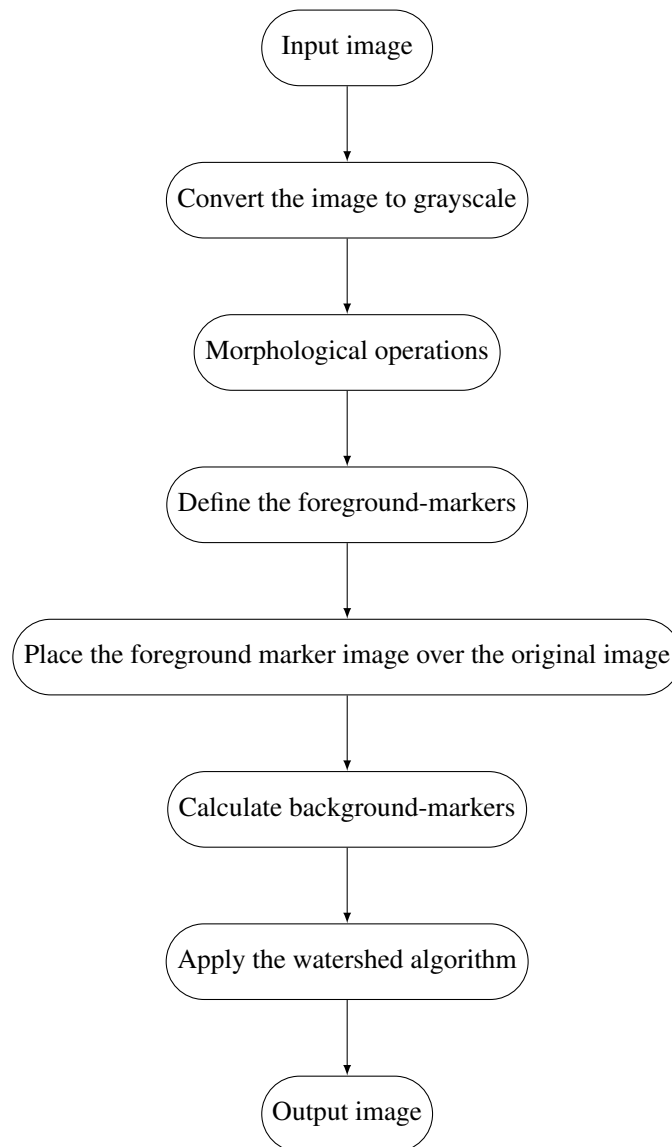 Input image
Convert the image to grayscale
Morphological operations
Define the foreground-markers
Place the foreground marker image over the original image
Calculate background-markers
Apply the watershed algorithm
Output image